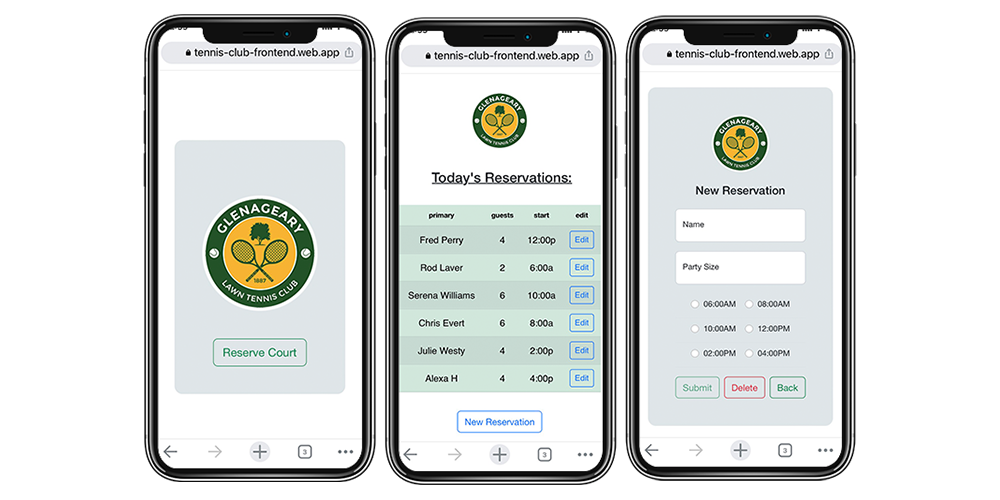 tennis-club-frontend.web.app
GLENAGEARY
1887
LAWN TENNIS CLUB
Reserve Court
3
tennis-club-frontend.web.app
GLENAGEARY
LAWN TENNIS CLUB
Today's Reservations:
primary guests start edit
Fred Perry 4 12:00p Edit
Rod Laver 2 6:00a Edit
Serena Williams 6 10:00a Edit
Chris Evert 6 8:00a Edit
Julie Westy 4 2:00p Edit
Alexa H 4 4:00p Edit
New Reservation
3
tennis-club-frontend.web.app
GLENAGEARY
LAWN TENNIS CLUB
New Reservation
Name
Party Size
06:00AM 08:00AM
10:00AM 12:00PM
02:00PM 04:00PM
Submit Delete Back
3